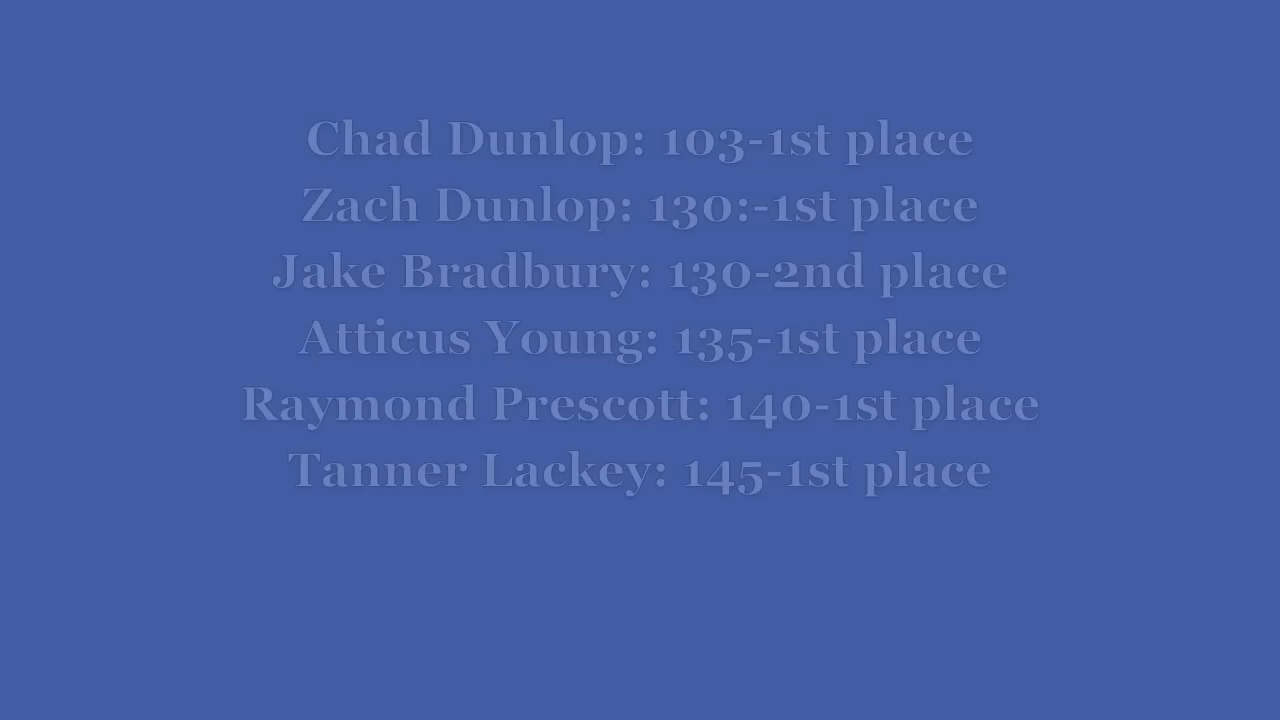 Chad Dunlop: 103-1st place
Zach Dunlop: 130:-1st place
Jake Bradbury: 130-2nd place
Atticus Young: 135-1st place
Raymond Prescott: 140-1st place
Tanner Lackey: 145-1st place